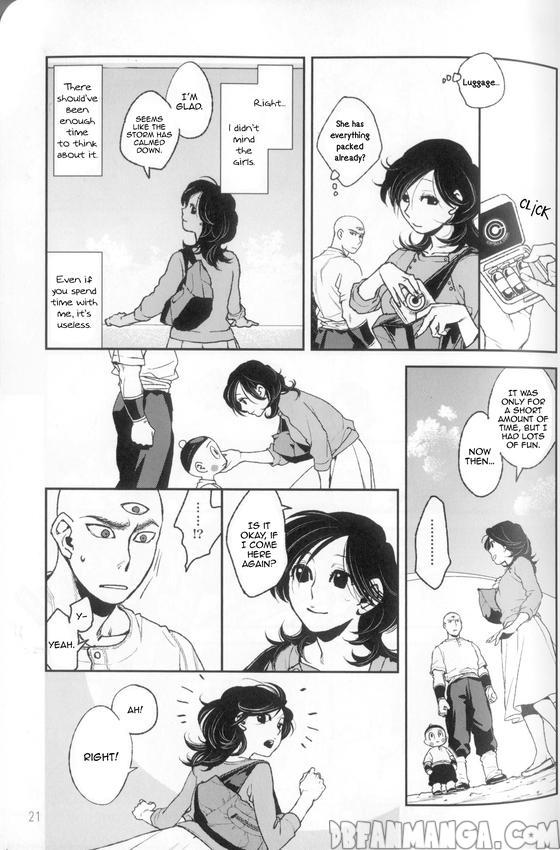 Luggage...
CLICK
She has
everything
packed
already?
Right...
I didn't
mind
the
girls.
I'M
GLAD.
SEEMS
LIKE THE
STORM HAS
CALMED
DOWN.
There
should've
been
enough
time
to think
about it.
Even if
you spend
time with
me, it's
useless.
IT WAS
ONLY FOR
A SHORT
AMOUNT OF
TIME, BUT I
HAD LOTS
OF FUN.
NOW
THEN...
........
IS IT
OKAY, IF
I COME
HERE
AGAIN?
......!?
Y-
YEAH.
AH!
RIGHT!
21
DBFANMANGA.COM